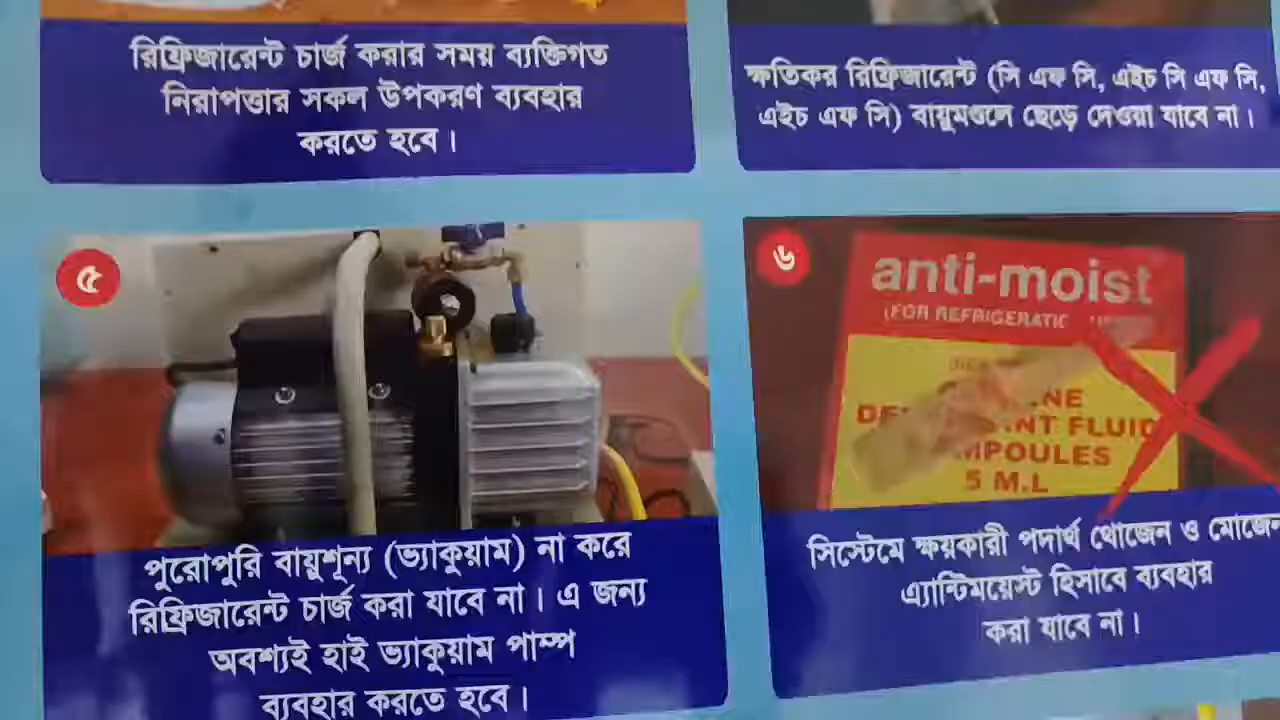 রিফ্রিজারেন্ট চার্জ করার সময় ব্যক্তিগত
নিরাপত্তার সকল উপকরণ ব্যবহার
করতে হবে।
ক্ষতিকর রিফ্রিজারেন্ট (সি এফ সি, এইচ সি এফ সি,
এইচ এফ সি) বায়ুমণ্ডলে ছেড়ে দেওয়া যাবে না।
৫
পুরোপুরি বায়ুশূন্য (ভ্যাকুয়াম) না করে
রিফ্রিজারেন্ট চার্জ করা যাবে না। এ জন্য
অবশ্যই হাই ভ্যাকুয়াম পাম্প
ব্যবহার করতে হবে।
৬
anti-moist
(FOR REFRIGERATIC
FLUID
AMPOULES
5 M.L
সিস্টেমে ক্ষয়কারী পদার্থ থোজেন ও মোজেন
এ্যান্টিময়েস্ট হিসাবে ব্যবহার
করা যাবে না।